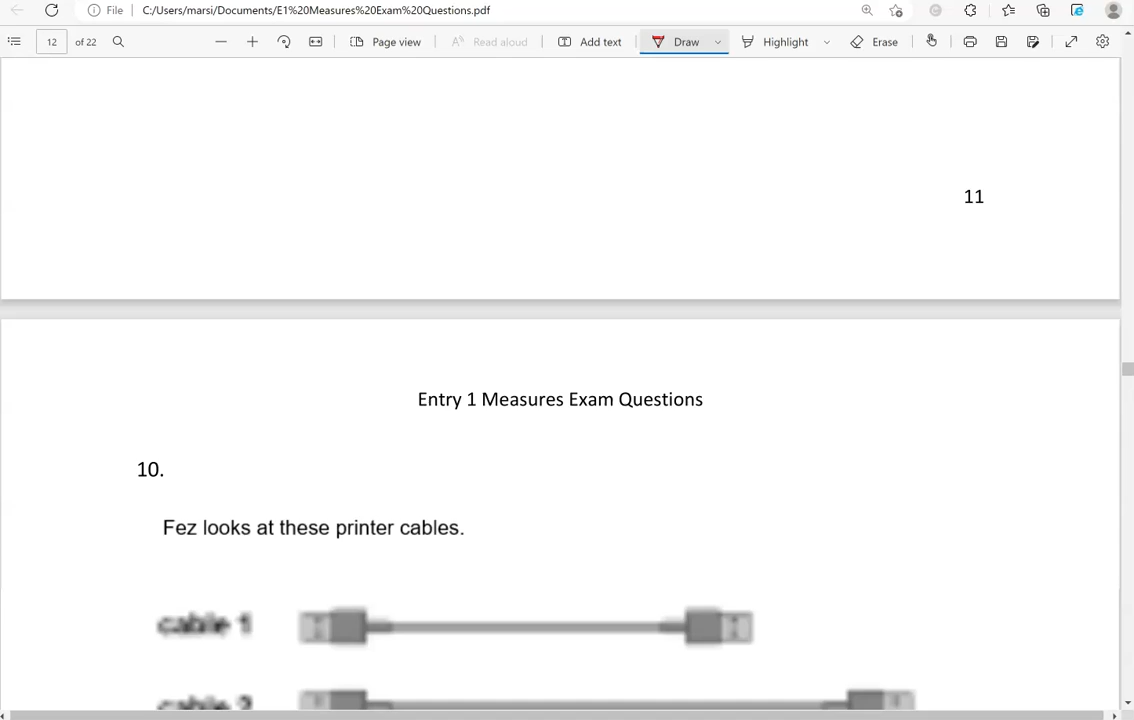 File C:/Users/marsi/Documents/E1%20Measures%20Exam%20Questions.pdf
12 of 22 Page view Read aloud Add text Draw Highlight Erase
11
Entry 1 Measures Exam Questions
10.
Fez looks at these printer cables.
cable 1
cable 2